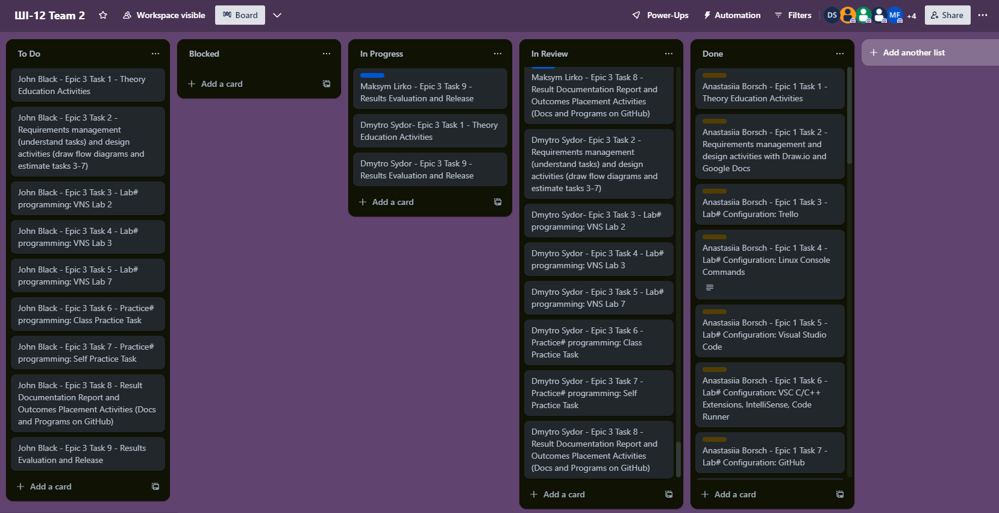 ШІ-12 Team 2
Workspace visible
Board
Power-Ups
Automation
Filters
DS
MF
+4
Share
To Do
John Black - Epic 3 Task 1 - Theory
Education Activities
John Black - Epic 3 Task 2 -
Requirements management
(understand tasks) and design
activities (draw flow diagrams and
estimate tasks 3-7)
John Black - Epic 3 Task 3 - Lab#
programming: VNS Lab 2
John Black - Epic 3 Task 4 - Lab#
programming: VNS Lab 3
John Black - Epic 3 Task 5 - Lab#
programming: VNS Lab 7
John Black - Epic 3 Task 6 - Practice#
programming: Class Practice Task
John Black - Epic 3 Task 7 - Practice#
programming: Self Practice Task
John Black - Epic 3 Task 8 - Result
Documentation Report and
Outcomes Placement Activities (Docs
and Programs on GitHub)
John Black - Epic 3 Task 9 - Results
Evaluation and Release
Add a card
Blocked
Add a card
In Progress
Maksym Lirko - Epic 3 Task 9 -
Results Evaluation and Release
Dmytro Sydor- Epic 3 Task 1 - Theory
Education Activities
Dmytro Sydor - Epic 3 Task 9 -
Results Evaluation and Release
Add a card
In Review
Maksym Lirko - Epic 3 Task 8 -
Result Documentation Report and
Outcomes Placement Activities
(Docs and Programs on GitHub)
Dmytro Sydor- Epic 3 Task 2 -
Requirements management
(understand tasks) and design
activities (draw flow diagrams and
estimate tasks 3-7)
Dmytro Sydor- Epic 3 Task 3 - Lab#
programming: VNS Lab 2
Dmytro Sydor - Epic 3 Task 4 - Lab#
programming: VNS Lab 3
Dmytro Sydor - Epic 3 Task 5 - Lab#
programming: VNS Lab 7
Dmytro Sydor - Epic 3 Task 6 -
Practice# programming: Class
Practice Task
Dmytro Sydor - Epic 3 Task 7 -
Practice# programming: Self
Practice Task
Dmytro Sydor - Epic 3 Task 8 -
Result Documentation Report and
Outcomes Placement Activities
(Docs and Programs on GitHub)
Add a card
Done
Anastasiia Borsch - Epic 1 Task 1 -
Theory Education Activities
Anastasiia Borsch - Epic 1 Task 2 -
Requirements management and
design activities with Draw.io and
Google Docs
Anastasiia Borsch - Epic 1 Task 3 -
Lab# Configuration: Trello
Anastasiia Borsch - Epic 1 Task 4 -
Lab# Configuration: Linux Console
Commands
Anastasiia Borsch - Epic 1 Task 5 -
Lab# Configuration: Visual Studio
Code
Anastasiia Borsch - Epic 1 Task 6 -
Lab# Configuration: VSC C/C++
Extensions, IntelliSense, Code
Runner
Anastasiia Borsch - Epic 1 Task 7 -
Lab# Configuration: GitHub
Add a card
Add another list